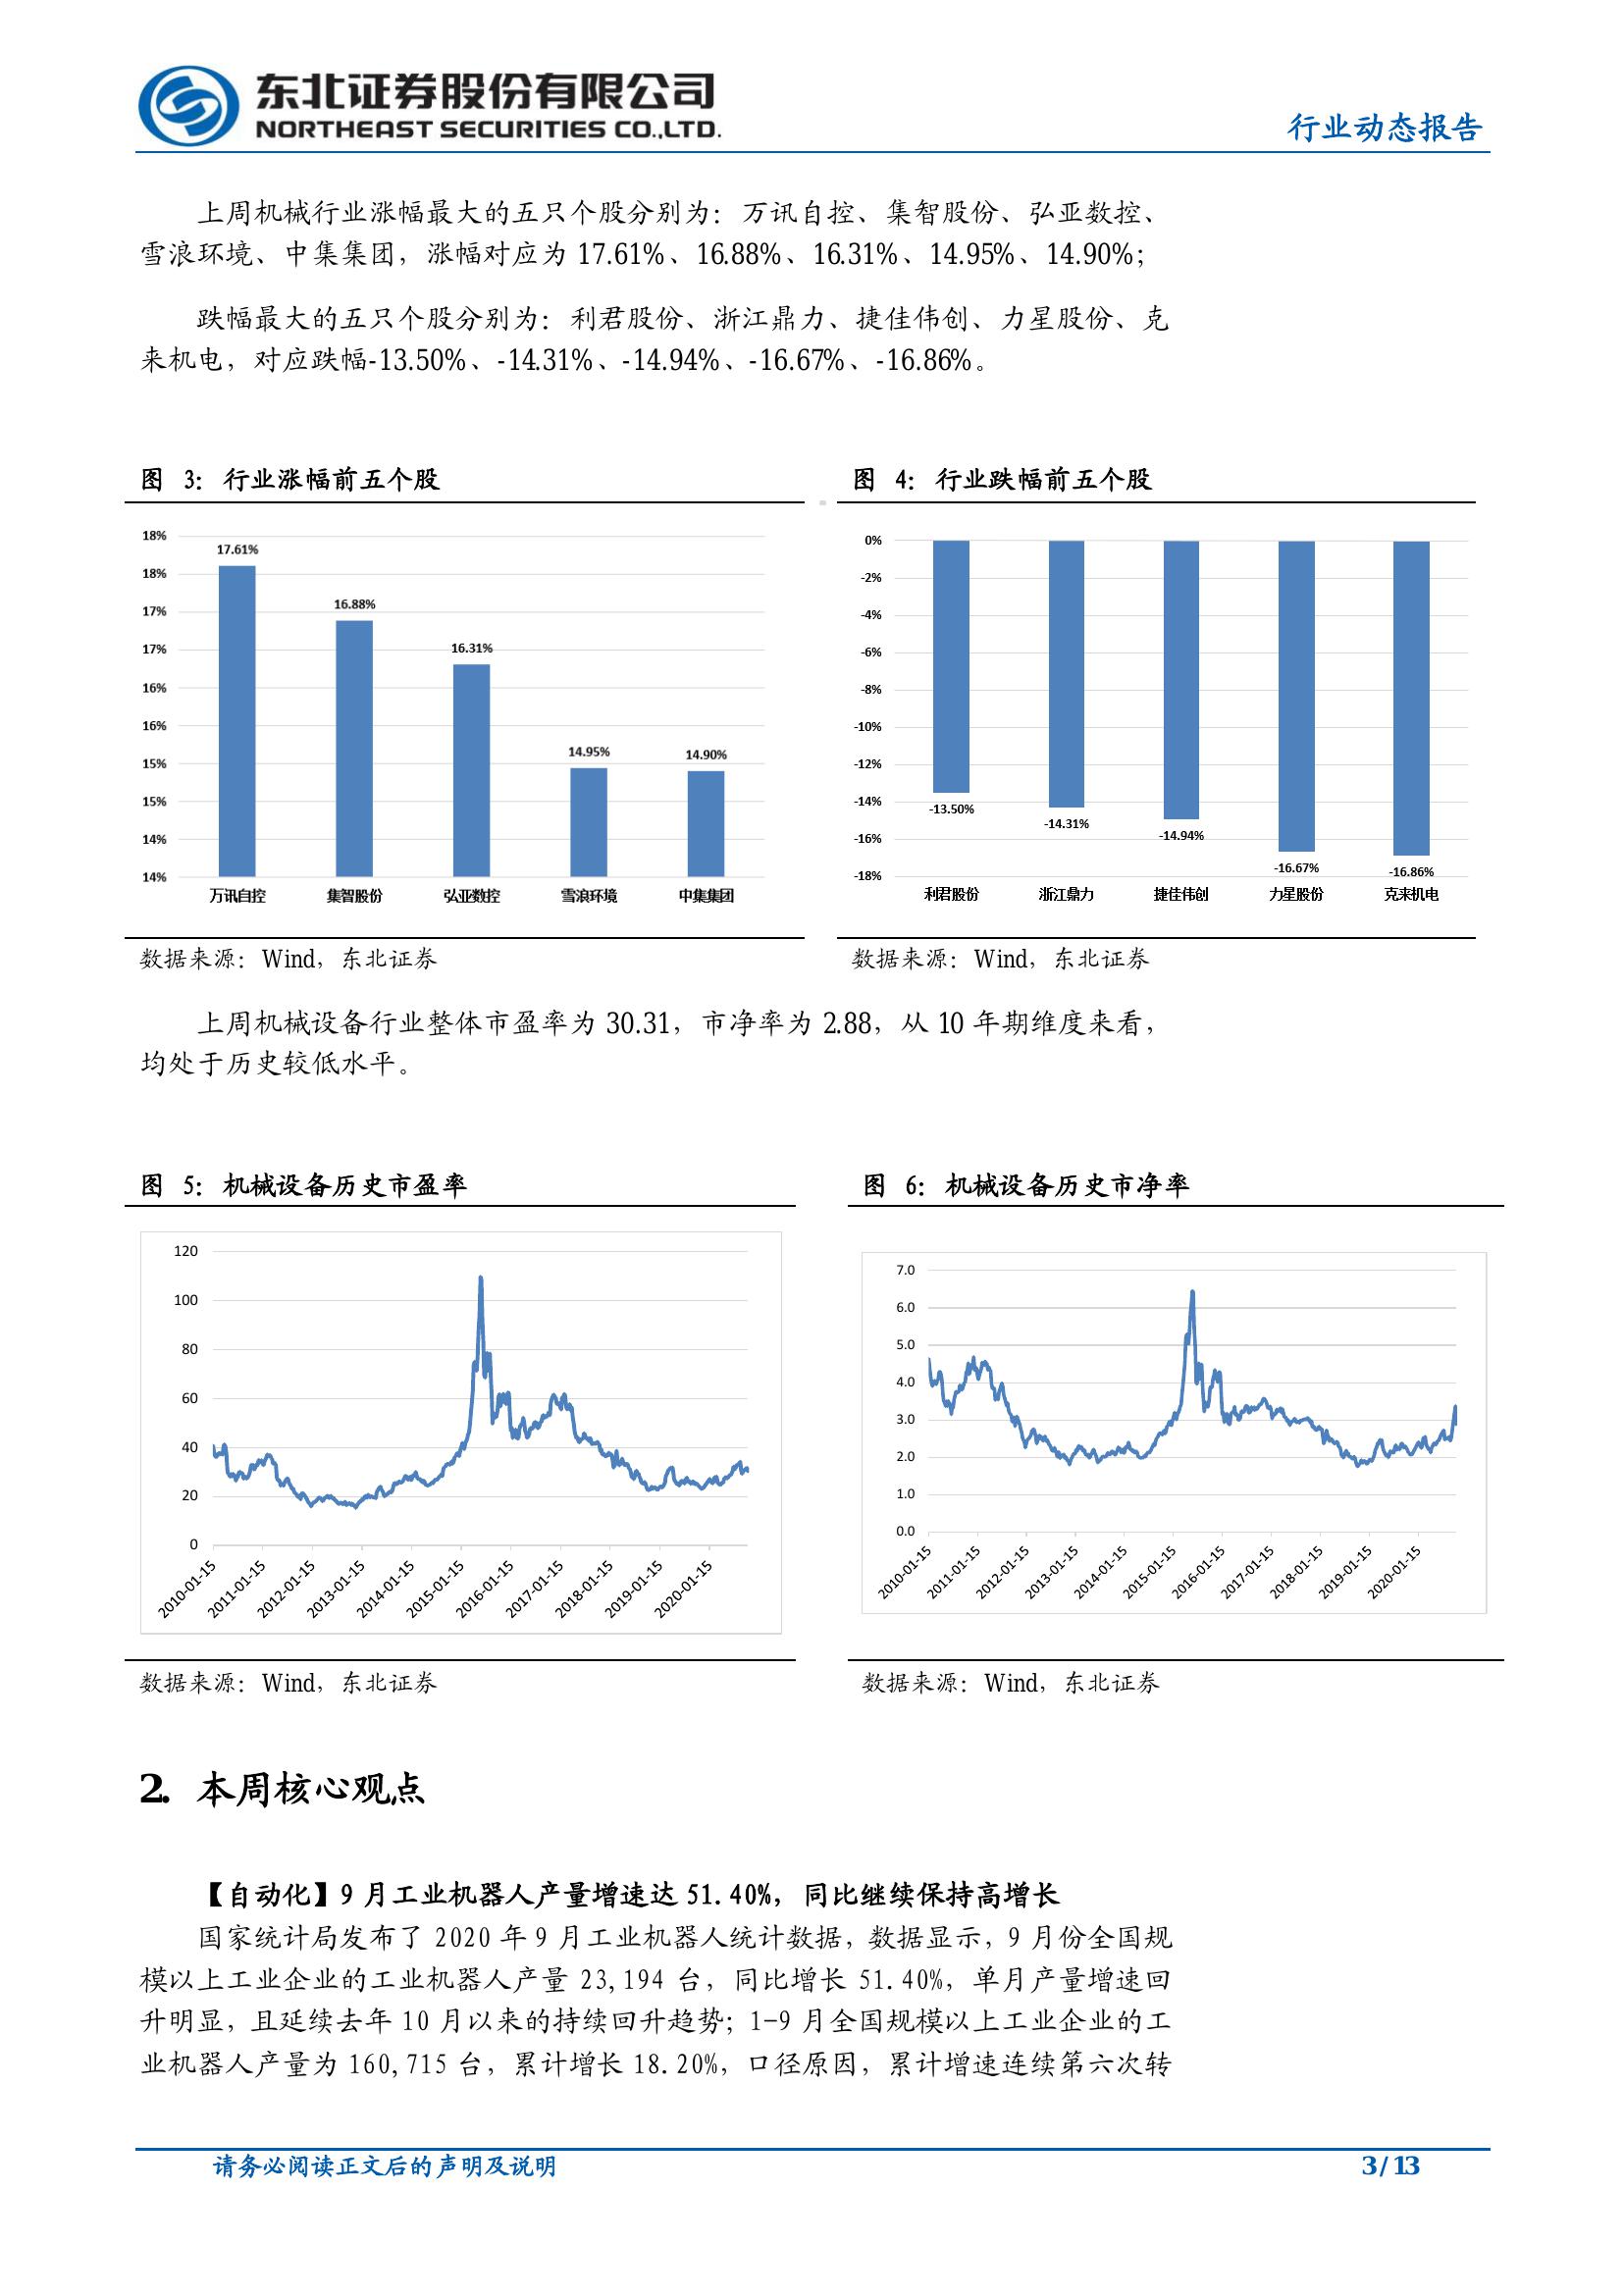 东北证券股份有限公司
NORTHEAST SECURITIES CO.,LTD.
行业动态报告
上周机械行业涨幅最大的五只个股分别为：万讯自控、集智股份、弘亚数控、
雪浪环境、中集集团，涨幅对应为 17.61%、16.88%、16.31%、14.95%、14.90%；
跌幅最大的五只个股分别为：利君股份、浙江鼎力、捷佳伟创、力星股份、克
来机电，对应跌幅-13.50%、-14.31%、-14.94%、-16.67%、-16.86%。
图 3：行业涨幅前五个股
18%
18%
17%
17%
16%
16%
15%
15%
14%
14%
17.61%
16.88%
16.31%
14.95%
14.90%
万讯自控 集智股份 弘亚数控 雪浪环境 中集集团
数据来源：Wind，东北证券
图 4：行业跌幅前五个股
0%
-2%
-4%
-6%
-8%
-10%
-12%
-14%
-16%
-18%
-13.50%
-14.31%
-14.94%
-16.67%
-16.86%
利君股份 浙江鼎力 捷佳伟创 力星股份 克来机电
数据来源：Wind，东北证券
上周机械设备行业整体市盈率为 30.31，市净率为 2.88，从 10 年期维度来看，
均处于历史较低水平。
图 5：机械设备历史市盈率
120
100
80
60
40
20
0
2010-01-15 2011-01-15 2012-01-15 2013-01-15 2014-01-15 2015-01-15 2016-01-15 2017-01-15 2018-01-15 2019-01-15 2020-01-15
数据来源：Wind，东北证券
图 6：机械设备历史市净率
7.0
6.0
5.0
4.0
3.0
2.0
1.0
0.0
2010-01-15 2011-01-15 2012-01-15 2013-01-15 2014-01-15 2015-01-15 2016-01-15 2017-01-15 2018-01-15 2019-01-15 2020-01-15
数据来源：Wind，东北证券
2. 本周核心观点
【自动化】9 月工业机器人产量增速达 51.40%，同比继续保持高增长
国家统计局发布了 2020 年 9 月工业机器人统计数据，数据显示，9 月份全国规
模以上工业企业的工业机器人产量 23,194 台，同比增长 51.40%，单月产量增速回
升明显，且延续去年 10 月以来的持续回升趋势；1-9 月全国规模以上工业企业的工
业机器人产量为 160,715 台，累计增长 18.20%，口径原因，累计增速连续第六次转
请务必阅读正文后的声明及说明
3 / 13